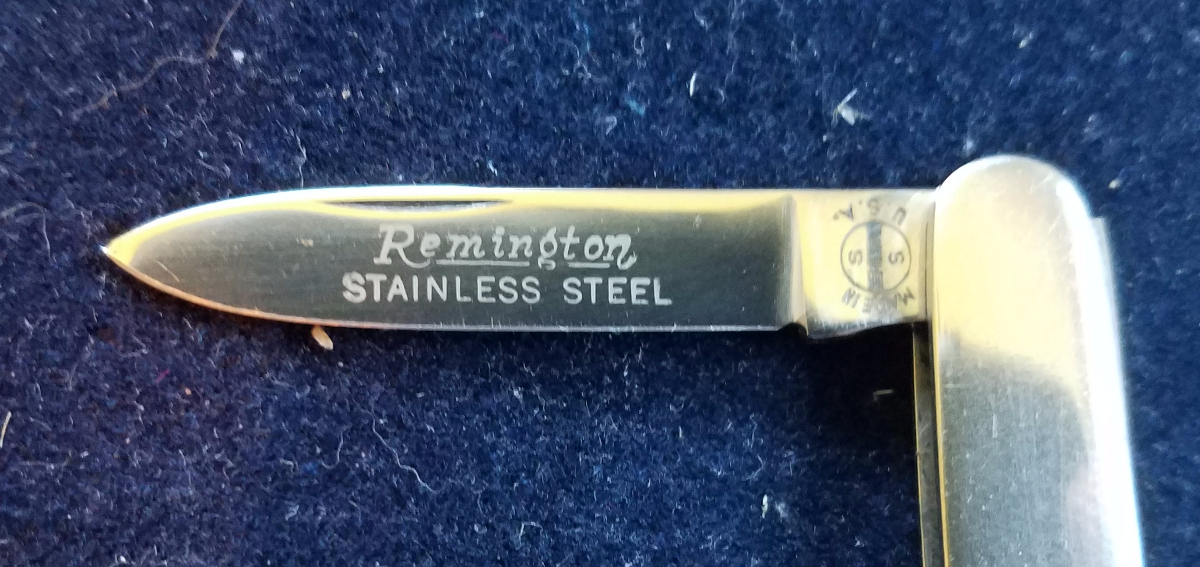 Remington
STAINLESS STEEL
U.S.A.
S S
MADE IN